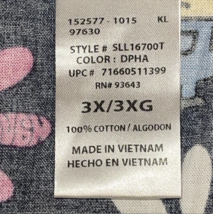 152577 - 1015 KL
97630
STYLE # SLL16700T
COLOR : DPHA
UPC # 71660511399
RN# 93643
3X/3XG
100% COTTON / ALGODON
MADE IN VIETNAM
HECHO EN VIETNAM